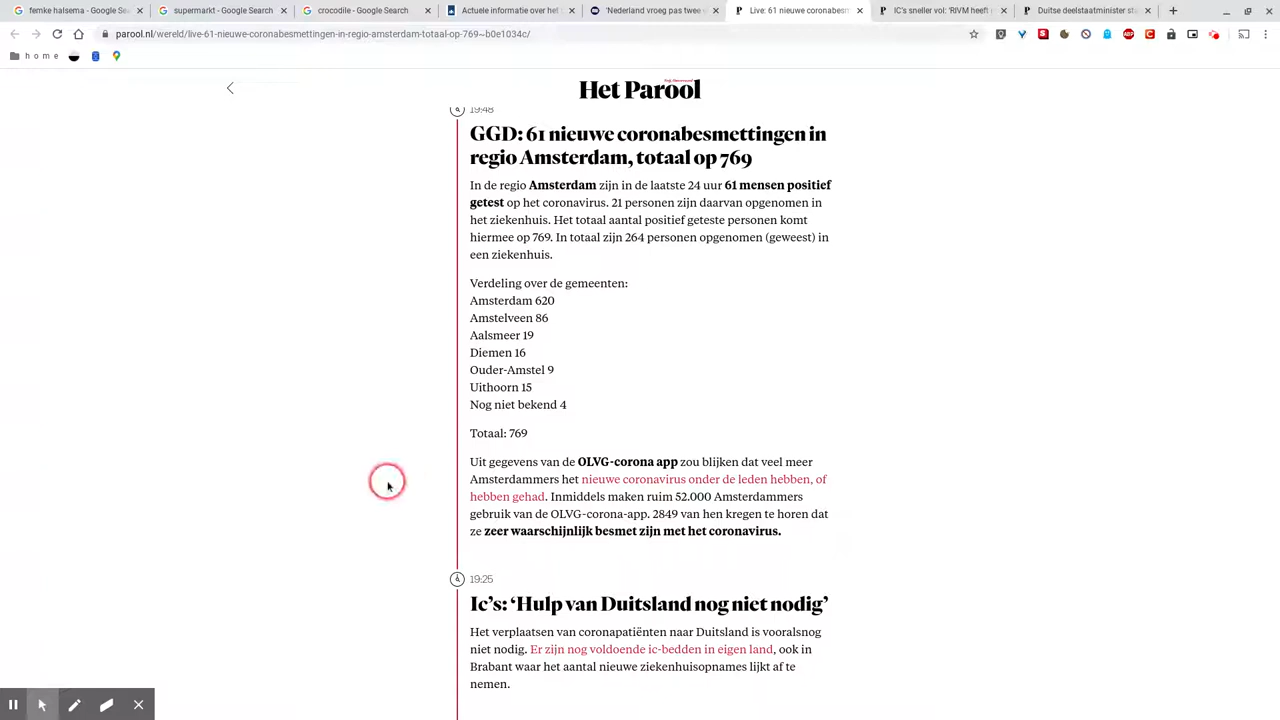 femke halsema - Google Sea
supermarkt - Google Search
crocodile - Google Search
Actuele informatie over het
'Nederland vroeg pas twee
Live: 61 nieuwe coronabesm
IC's sneller vol: 'RIVM heeft
Duitse deelstaatminister sta
parool.nl/wereld/live-61-nieuwe-coronabesmettingen-in-regio-amsterdam-totaal-op-769~b0e1034c/
home
Het Parool
19:48
GGD: 61 nieuwe coronabesmettingen in
regio Amsterdam, totaal op 769
In de regio Amsterdam zijn in de laatste 24 uur 61 mensen positief
getest op het coronavirus. 21 personen zijn daarvan opgenomen in
het ziekenhuis. Het totaal aantal positief geteste personen komt
hiermee op 769. In totaal zijn 264 personen opgenomen (geweest) in
een ziekenhuis.
Verdeling over de gemeenten:
Amsterdam 620
Amstelveen 86
Aalsmeer 19
Diemen 16
Ouder-Amstel 9
Uithoorn 15
Nog niet bekend 4
Totaal: 769
Uit gegevens van de OLVG-corona app zou blijken dat veel meer
Amsterdammers het nieuwe coronavirus onder de leden hebben, of
hebben gehad. Inmiddels maken ruim 52.000 Amsterdammers
gebruik van de OLVG-corona-app. 2849 van hen kregen te horen dat
ze zeer waarschijnlijk besmet zijn met het coronavirus.
19:25
Ic's: 'Hulp van Duitsland nog niet nodig'
Het verplaatsen van coronapatiënten naar Duitsland is vooralsnog
niet nodig. Er zijn nog voldoende ic-bedden in eigen land, ook in
Brabant waar het aantal nieuwe ziekenhuisopnames lijkt af te
nemen.